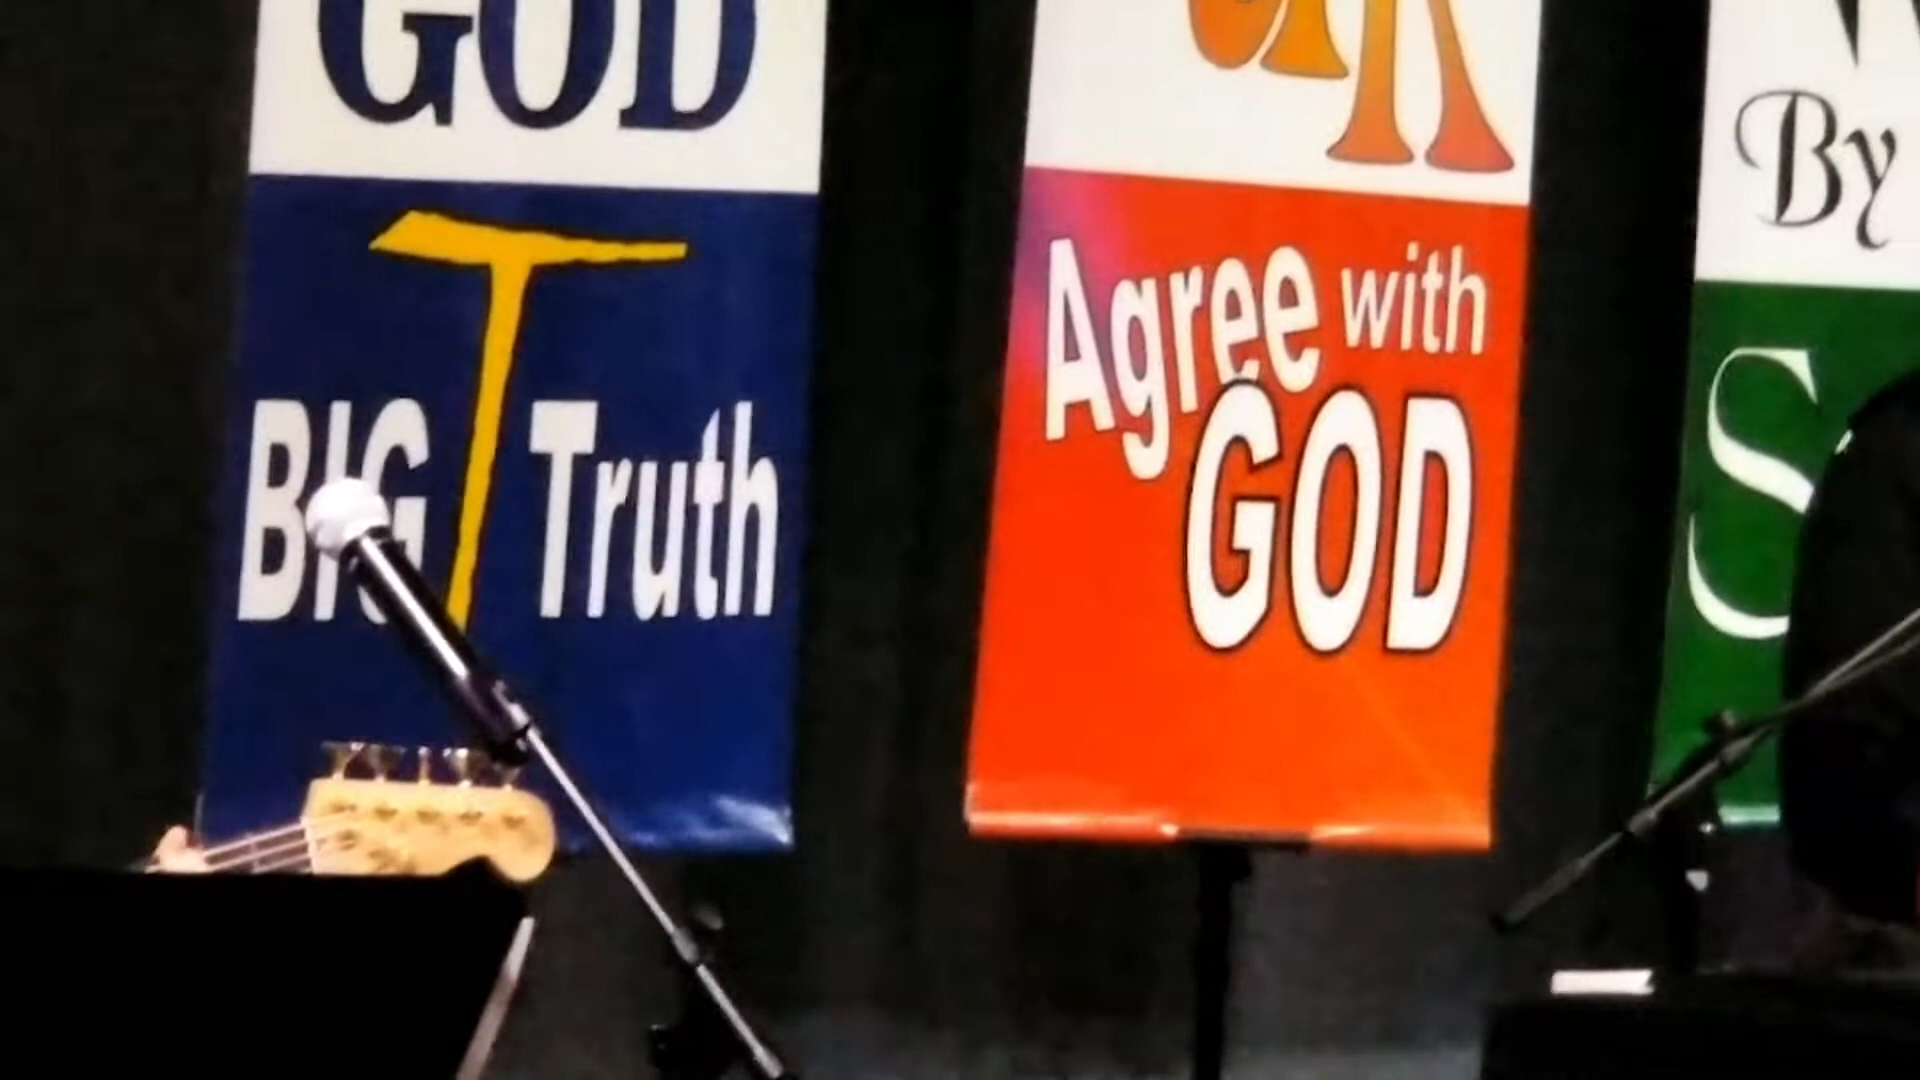 GOD
T
BIG Truth
Agree with
GOD
By
S